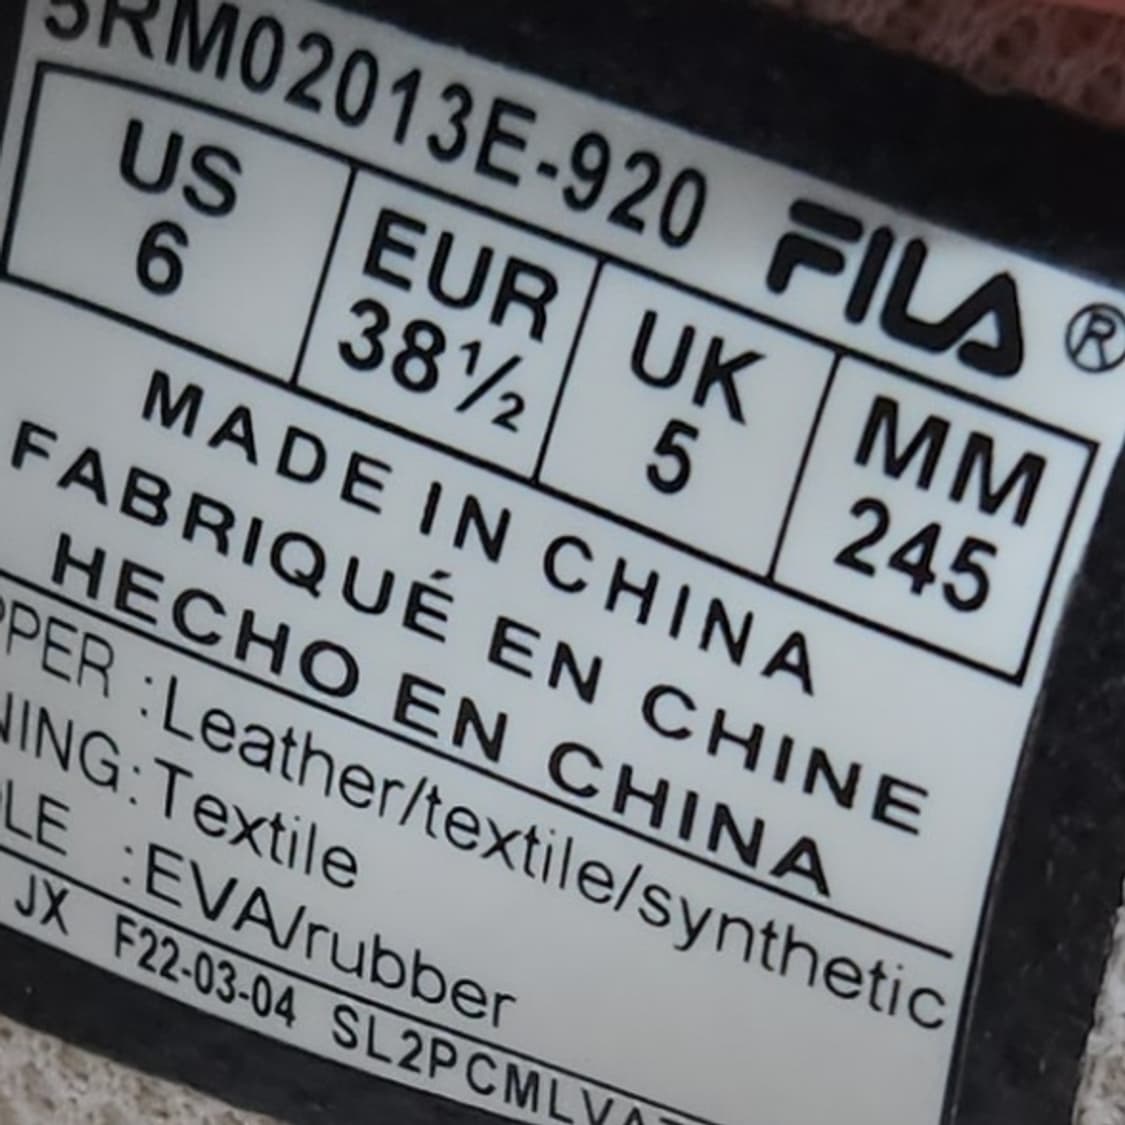 5RM02013E-920
FILA®
US EUR UK MM
6 38½ 5 245
MADE IN CHINA
FABRIQUÉ EN CHINE
HECHO EN CHINA
PPER :Leather/textile/synthetic
NING:Textile
LE :EVA/rubber
JX F22-03-04 SL2PCMLVA